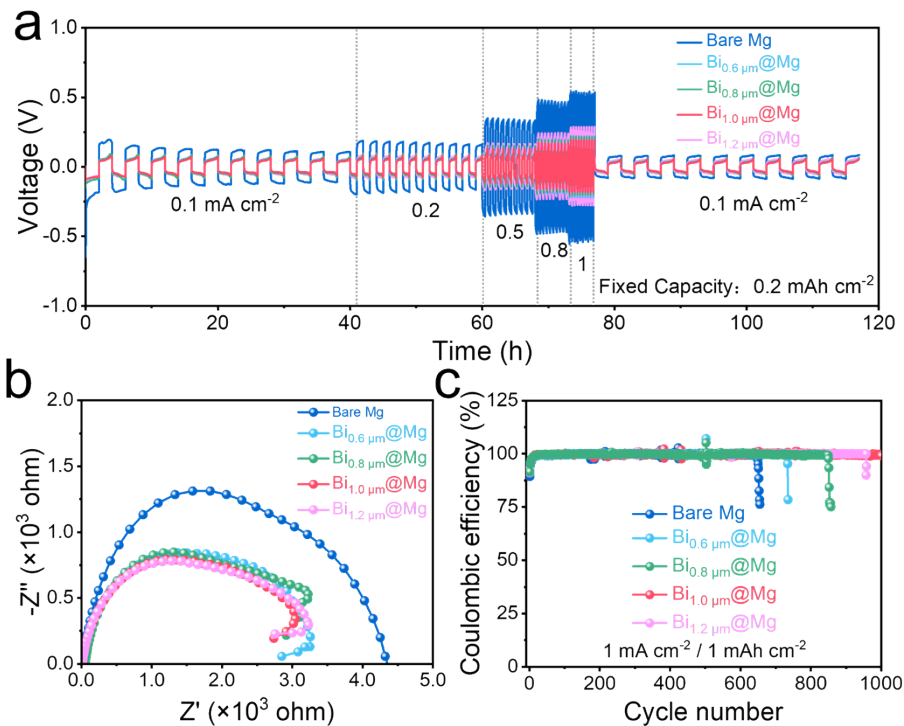 a
Voltage (V)
1.0
0.5
0.0
-0.5
-1.0
Bare Mg
Bi0.6 μm@Mg
Bi0.8 μm@Mg
Bi1.0 μm@Mg
Bi1.2 μm@Mg
0.1 mA cm-2
0.2
0.5
0.8
1
0.1 mA cm-2
Fixed Capacity: 0.2 mAh cm-2
0 20 40 60 80 100 120
Time (h)
b
-Z" (×10³ ohm)
2.0
1.5
1.0
0.5
0.0
Bare Mg
Bi0.6 μm@Mg
Bi0.8 μm@Mg
Bi1.0 μm@Mg
Bi1.2 μm@Mg
0.0 1.0 2.0 3.0 4.0 5.0
Z' (×10³ ohm)
c
Coulombic efficiency (%)
125
100
75
50
25
0
Bare Mg
Bi0.6 μm@Mg
Bi0.8 μm@Mg
Bi1.0 μm@Mg
Bi1.2 μm@Mg
1 mA cm-2 / 1 mAh cm-2
0 200 400 600 800 1000
Cycle number